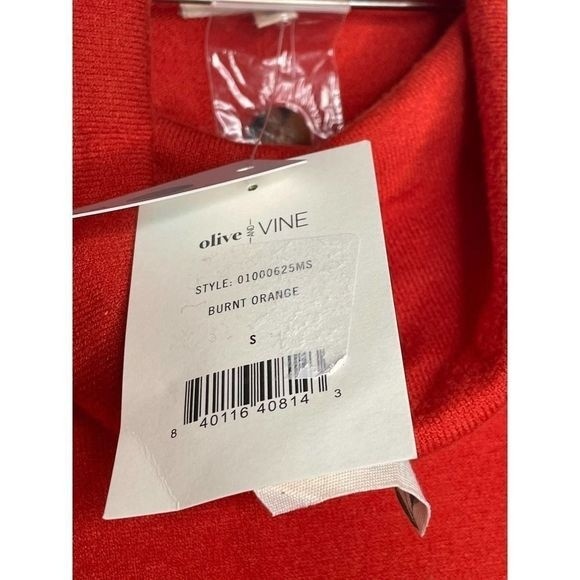 olive AND VINE
STYLE: 01000625MS
BURNT ORANGE
S
8 40116 40814 3